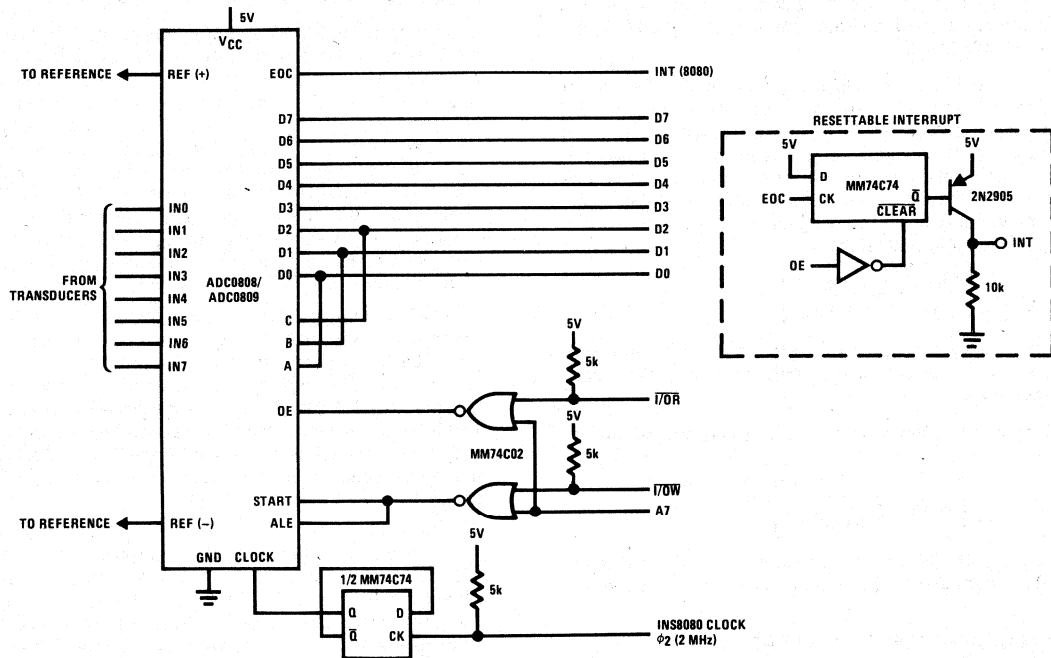 5V
VCC
TO REFERENCE
REF (+)
EOC
INT (8080)
D7
D7
D6
D6
D5
D5
D4
D4
D3
D3
D2
D2
D1
D1
D0
D0
IN0
IN1
IN2
IN3
IN4
IN5
IN6
IN7
FROM
TRANSDUCERS
ADC0808/
ADC0809
C
B
A
OE
5V
5k
I/OR
MM74C02
5V
5k
I/OW
A7
START
ALE
TO REFERENCE
REF (−)
GND
CLOCK
1/2 MM74C74
Q
D
Q
CK
5V
5k
INS8080 CLOCK
ϕ2 (2 MHz)
RESETTABLE INTERRUPT
5V
5V
D
MM74C74
Q
EOC
CK
CLEAR
2N2905
OE
INT
10k